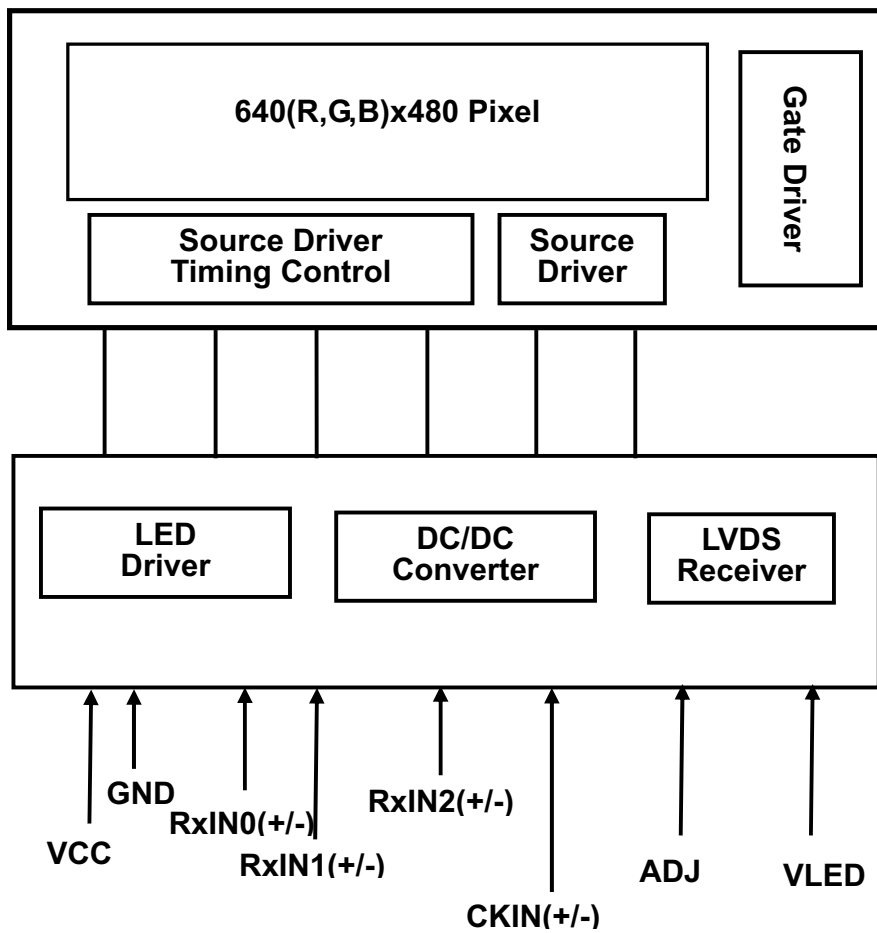 640(R,G,B)x480 Pixel
Gate Driver
Source Driver
Timing Control
Source
Driver
LED
Driver
DC/DC
Converter
LVDS
Receiver
VCC
GND
RxIN0(+/-)
RxIN1(+/-)
RxIN2(+/-)
CKIN(+/-)
ADJ
VLED